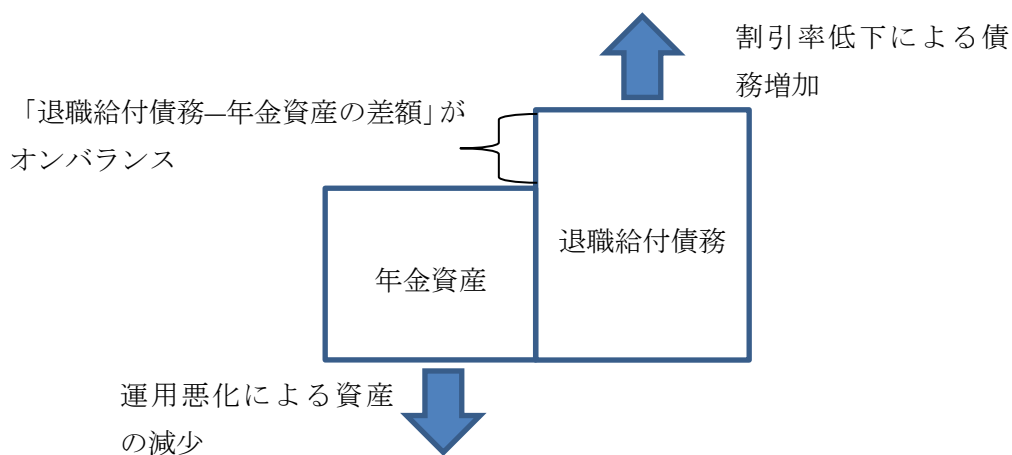 割引率低下による債
務増加
「退職給付債務―年金資産の差額」が
オンバランス
退職給付債務
年金資産
運用悪化による資産
の減少